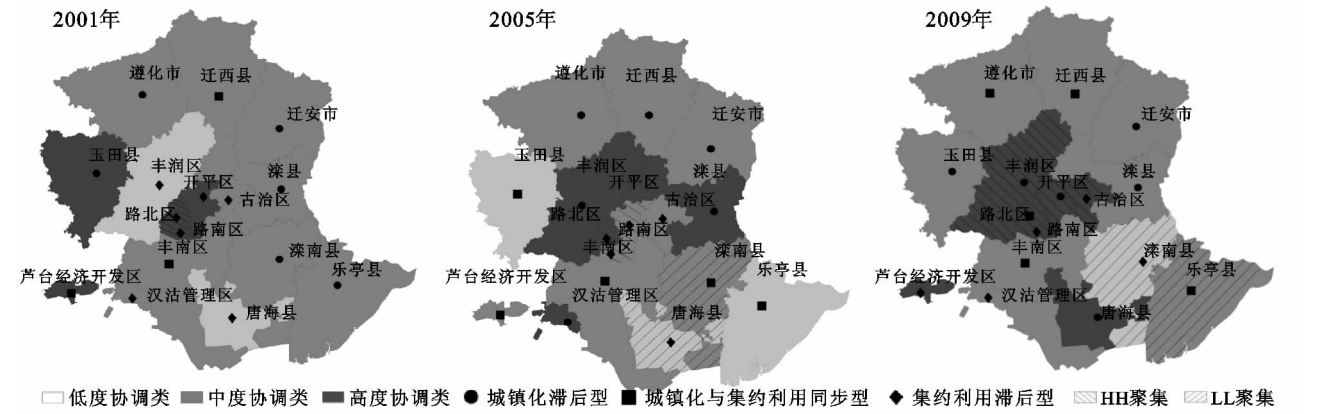 2001年
遵化市
迁西县
迁安市
玉田县
丰润区
开平区
滦县
古治区
路北区
路南区
丰南区
滦南县
乐亭县
芦台经济开发区
汉沽管理区
唐海县
2005年
遵化市
迁西县
迁安市
玉田县
丰润区
开平区
滦县
古治区
路北区
路南区
丰南区
滦南县
乐亭县
芦台经济开发区
汉沽管理区
唐海县
2009年
遵化市
迁西县
迁安市
玉田县
丰润区
开平区
滦县
古治区
路北区
路南区
丰南区
滦南县
乐亭县
芦台经济开发区
汉沽管理区
唐海县
低度协调类 中度协调类 高度协调类 城镇化滞后型 城镇化与集约利用同步型 集约利用滞后型 HH聚集 LL聚集